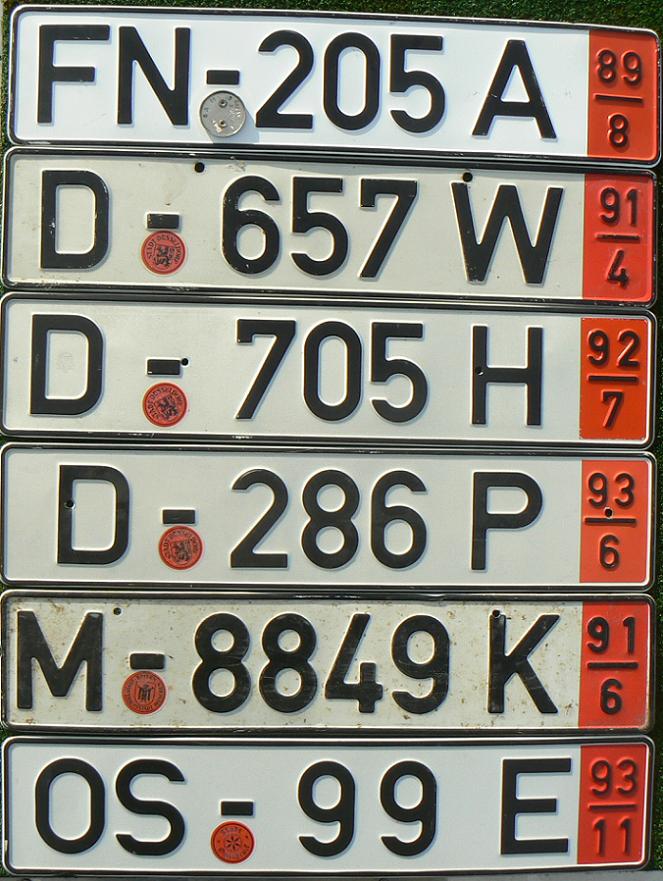 FN-205 A 89/8
D-657 W 91/4
D-705 H 92/7
D-286 P 93/6
M-8849 K 91/6
OS-99 E 93/11